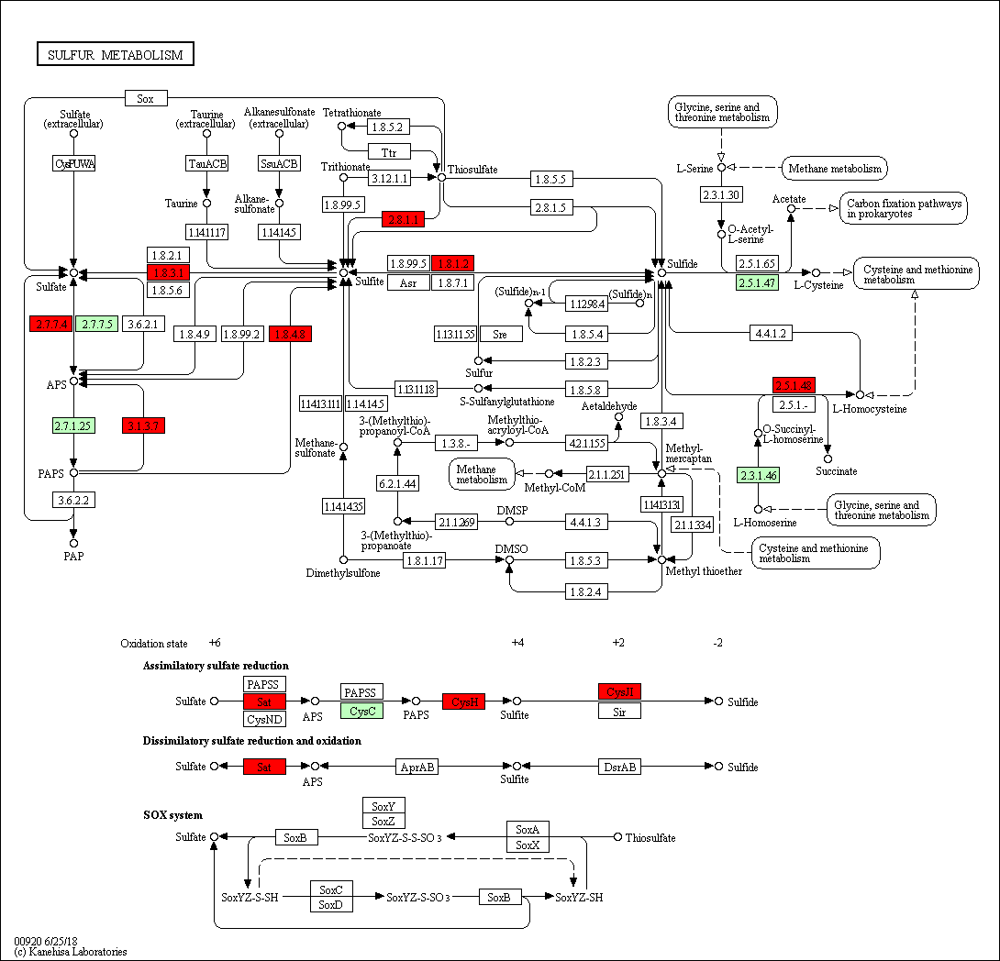 SULFUR METABOLISM
Sox
Sulfate
(extracellular)
Taurine
(extracellular)
Alkanesulfonate
(extracellular)
Tetrathionate
1.8.5.2
Ttr
Glycine, serine and
threonine metabolism
CysPUWA
TauACB
SsuACB
Trithionate
3.12.1.1
Thiosulfate
1.8.5.5
L-Serine
Methane metabolism
Taurine
Alkane-
sulfonate
1.8.99.5
2.8.1.1
2.8.1.5
2.3.1.30
Acetate
Carbon fixation pathways
in prokaryotes
1.14.11.17
1.14.14.5
O-Acetyl-
L-serine
1.8.2.1
1.8.3.1
1.8.5.6
Sulfate
Sulfite
1.8.99.5
1.8.1.2
Asr
1.8.7.1
Sulfide
2.5.1.65
2.5.1.47
L-Cysteine
Cysteine and methionine
metabolism
(Sulfide)n-1
1.12.98.4
(Sulfide)n
2.7.7.4
2.7.7.5
3.6.2.1
1.8.4.9
1.8.99.2
1.8.4.8
1.13.11.55
Sre
1.8.5.4
4.4.1.2
1.8.2.3
Sulfur
APS
1.13.11.18
1.8.5.8
S-Sulfanylglutathione
2.5.1.48
2.5.1.-
L-Homocysteine
1.14.13.111
1.14.14.5
Aetaldehyde
2.7.1.25
3.1.3.7
3-(Methylthio)-
propanoyl-CoA
Methylthio-
acryloyl-CoA
1.8.3.4
O-Succinyl-
L-homoserine
Methane-
sulfonate
1.3.8.-
4.2.1.155
Methyl-
mercaptan
Succinate
PAPS
Methane
metabolism
Methyl-CoM
2.1.1.251
2.3.1.46
6.2.1.44
3.6.2.2
1.14.14.35
1.14.13.131
L-Homoserine
Glycine, serine and
threonine metabolism
DMSP
2.1.1.269
4.4.1.3
2.1.1.334
3-(Methylthio)-
propanoate
PAP
DMSO
Cysteine and methionine
metabolism
Dimethylsulfone
1.8.1.17
1.8.5.3
Methyl thioether
1.8.2.4
Oxidation state
+6
+4
+2
-2
Assimilatory sulfate reduction
Sulfate
PAPSS
Sat
CysND
APS
PAPSS
CysC
PAPS
CysH
Sulfite
CysJI
Sir
Sulfide
Dissimilatory sulfate reduction and oxidation
Sulfate
Sat
APS
AprAB
Sulfite
DsrAB
Sulfide
SOX system
Sulfate
SoxB
SoxY
SoxZ
SoxYZ-S-S-SO 3
SoxA
SoxX
Thiosulfate
SoxYZ-S-SH
SoxC
SoxD
SoxYZ-S-SO 3
SoxB
SoxYZ-SH
00920 6/25/18
(c) Kanehisa Laboratories